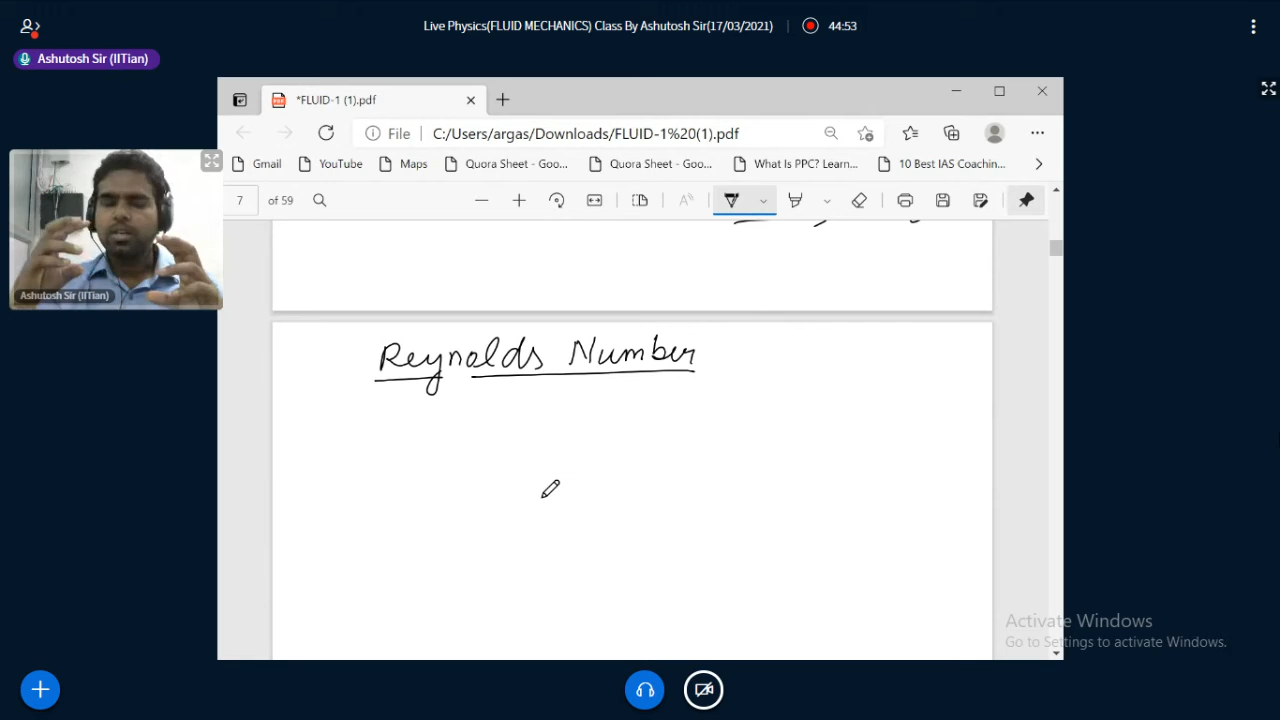 Live Physics(FLUID MECHANICS) Class By Ashutosh Sir(17/03/2021)
44:53
Ashutosh Sir (IITian)
*FLUID-1 (1).pdf
File
C:/Users/argas/Downloads/FLUID-1%20(1).pdf
Gmail
YouTube
Maps
Quora Sheet - Goo...
Quora Sheet - Goo...
What Is PPC? Learn...
10 Best IAS Coachin...
7 of 59
Ashutosh Sir (IITian)
Reynolds Number
Activate Windows
Go to Settings to activate Windows.